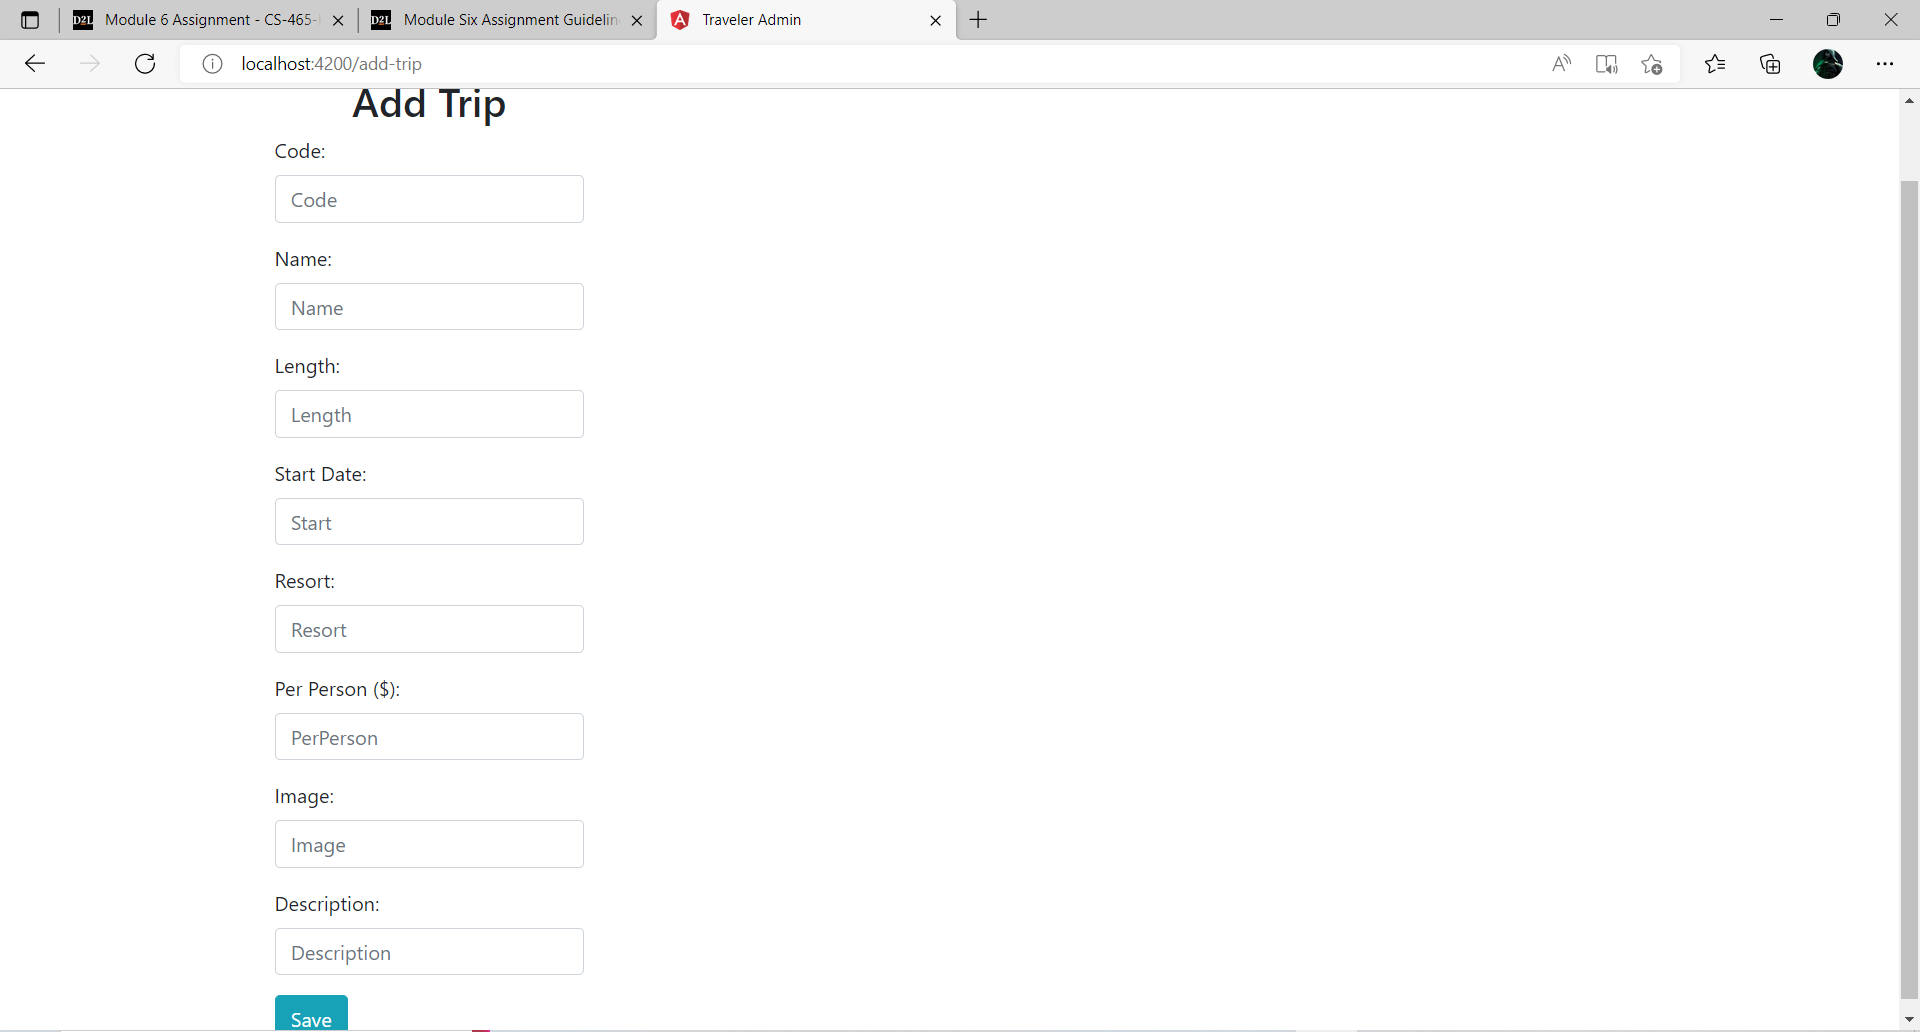 D2L Module 6 Assignment - CS-465-
D2L Module Six Assignment Guidelin
Traveler Admin
localhost:4200/add-trip
Add Trip
Code:
Code
Name:
Name
Length:
Length
Start Date:
Start
Resort:
Resort
Per Person ($):
PerPerson
Image:
Image
Description:
Description
Save